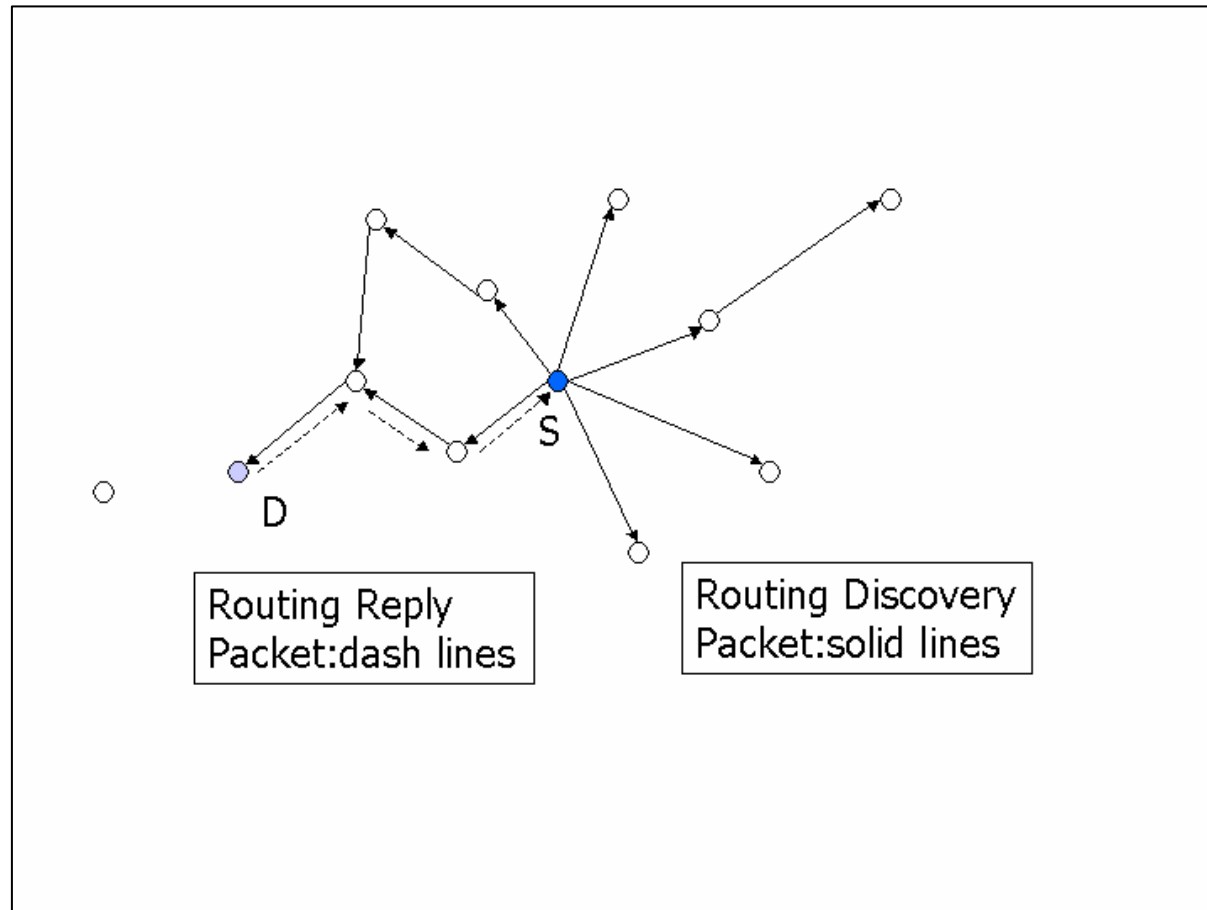 S
D
Routing Reply
Packet:dash lines
Routing Discovery
Packet:solid lines